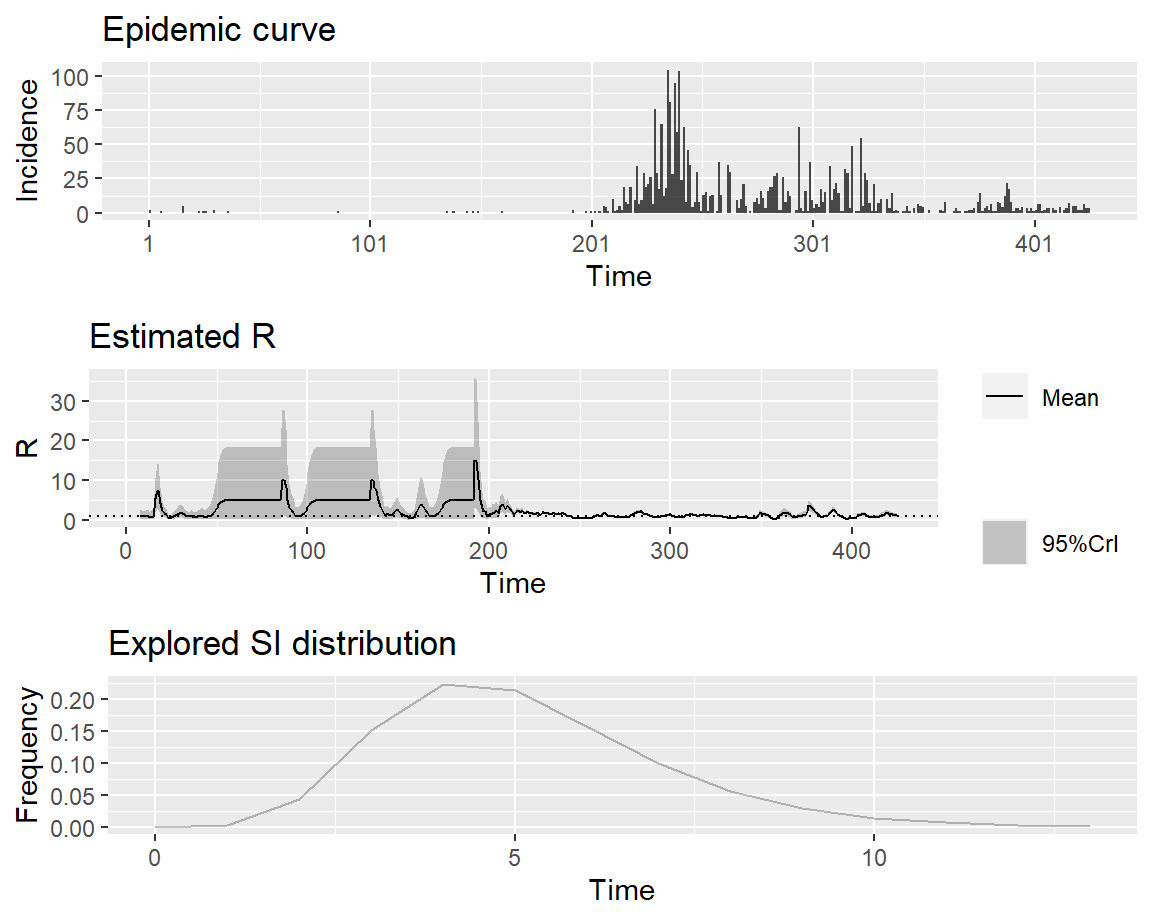 Epidemic curve
100
75
50
25
0
Incidence
1 101 201 301 401
Time
Estimated R
30
20
10
0
R
0 100 200 300 400
Time
Mean
95%CrI
Explored SI distribution
0.20
0.15
0.10
0.05
0.00
Frequency
0 5 10
Time